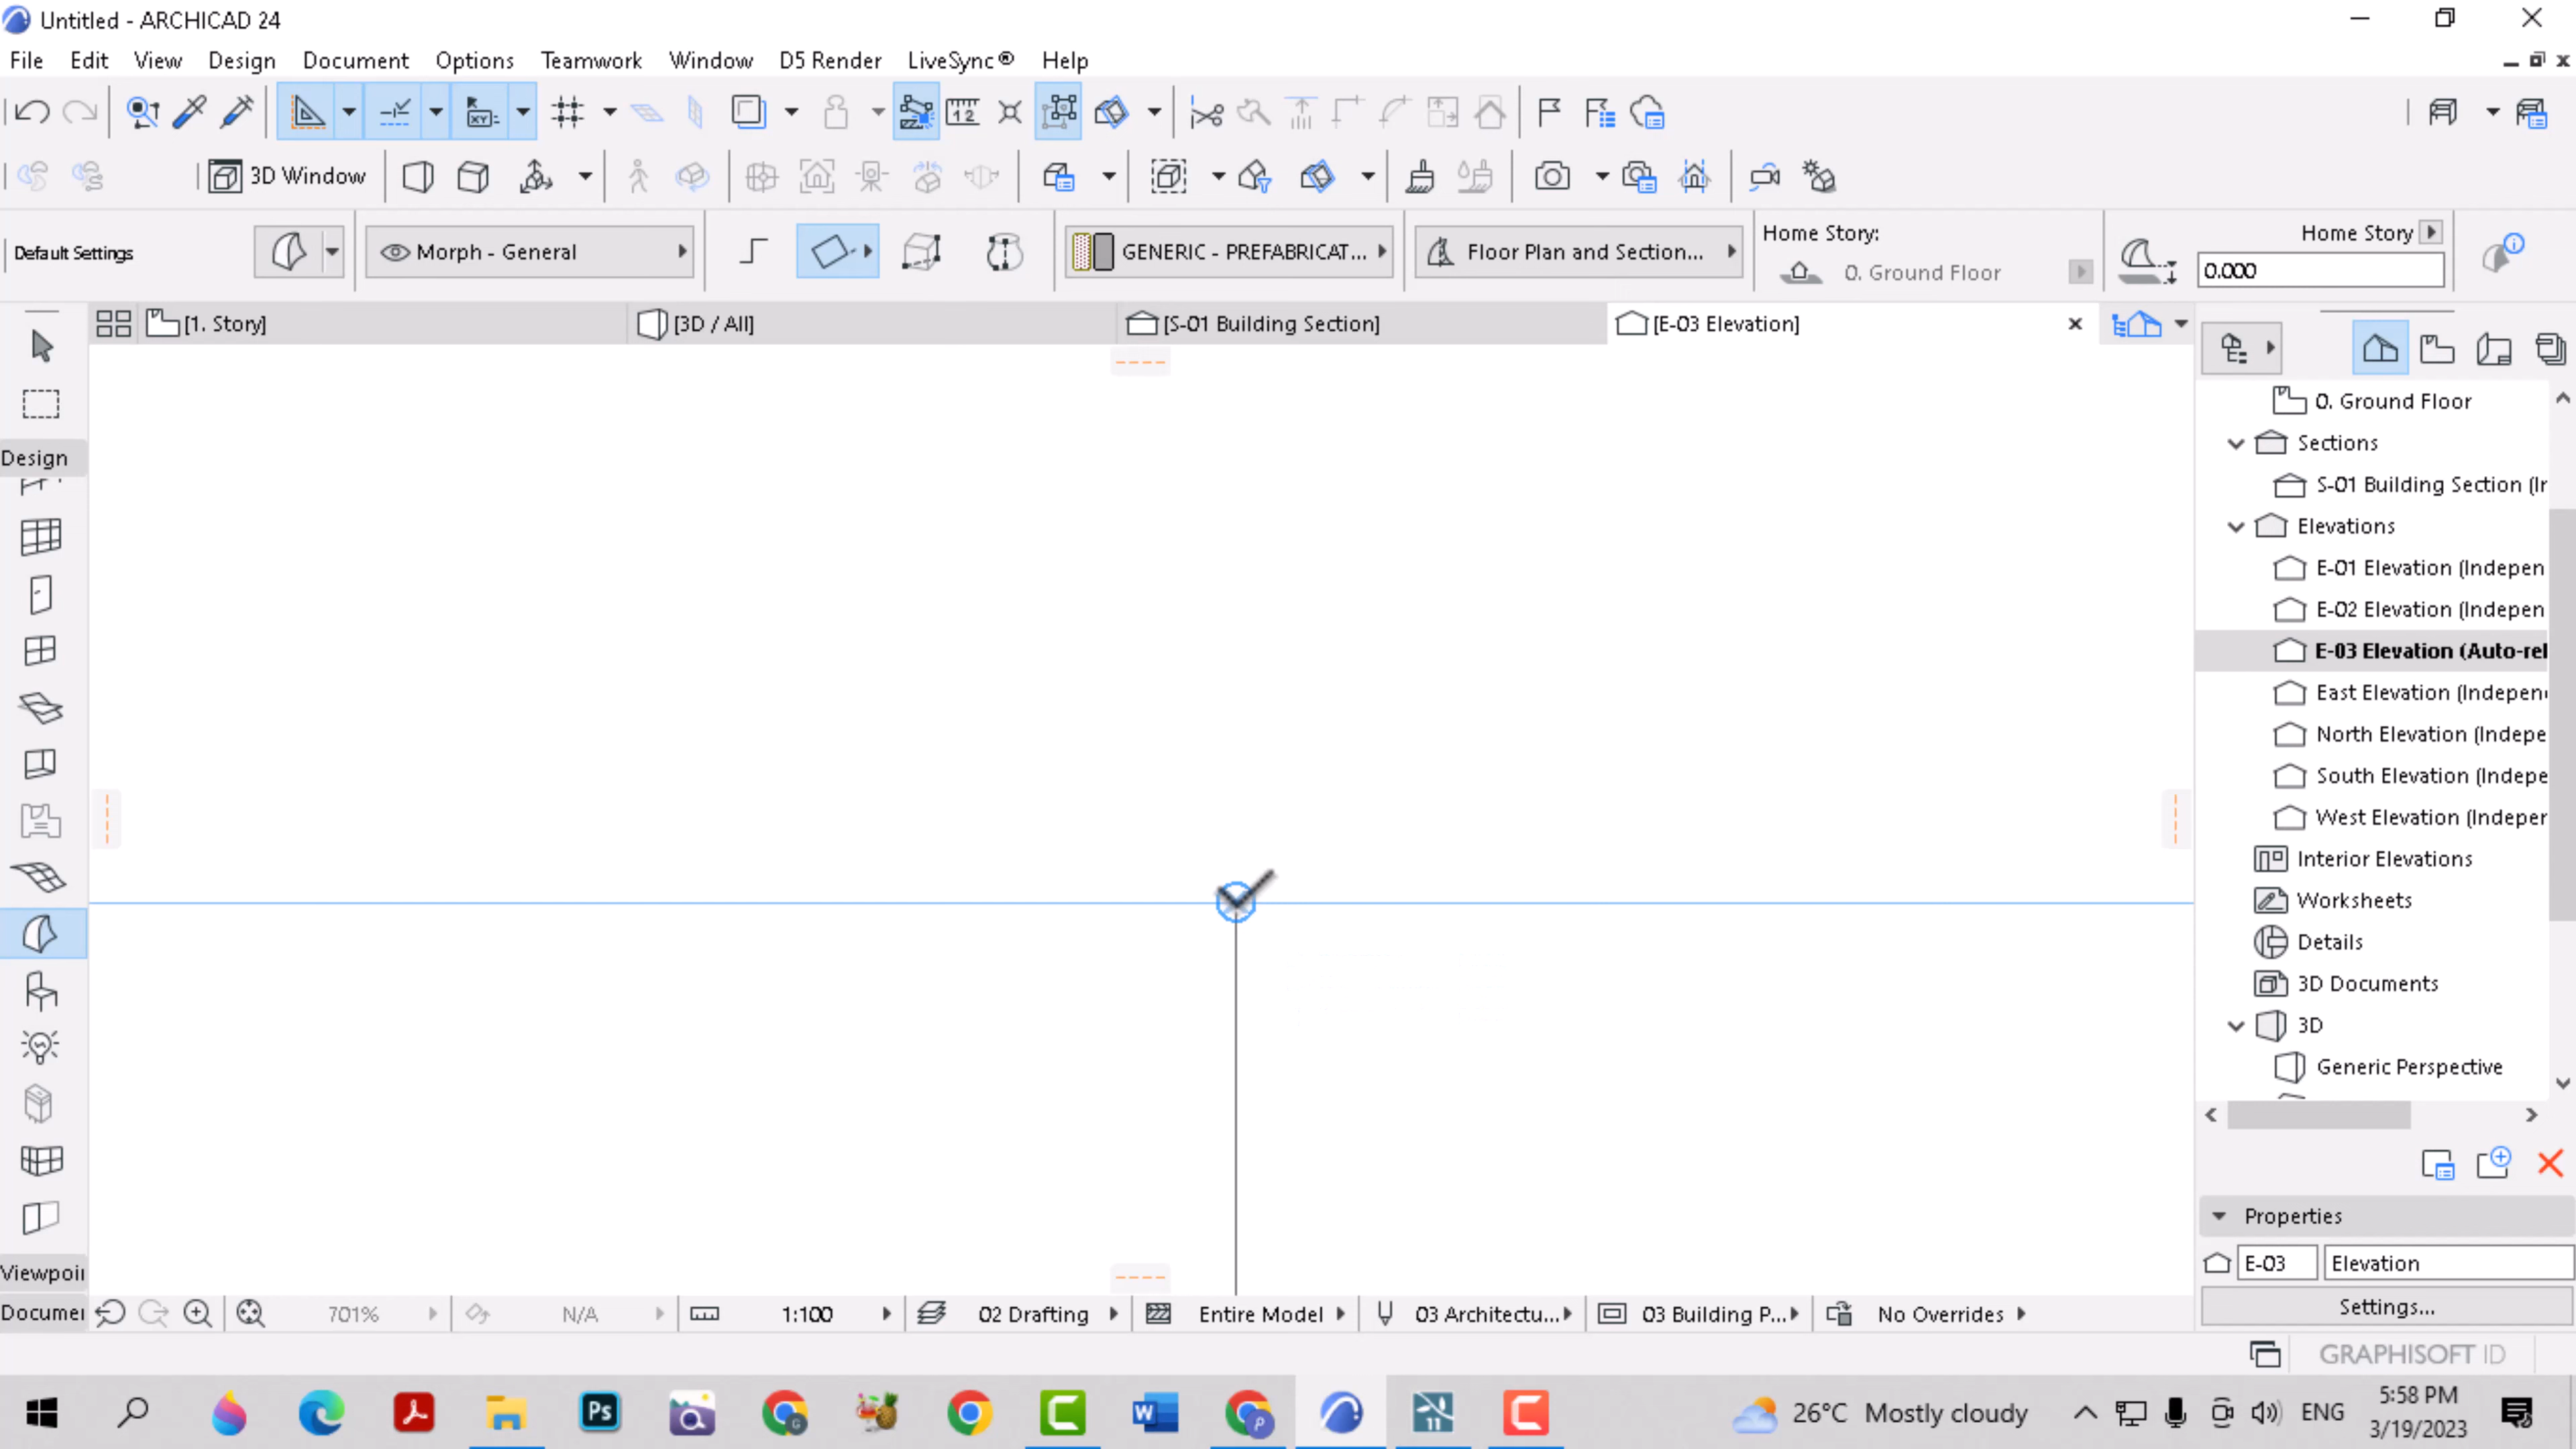 Untitled - ARCHICAD 24
File Edit View Design Document Options Teamwork Window D5 Render LiveSync® Help
3D Window
Default Settings
Morph - General
GENERIC - PREFABRICAT...
Floor Plan and Section...
Home Story:
0. Ground Floor
Home Story
0.000
[1. Story]
[3D / All]
[S-01 Building Section]
[E-03 Elevation]
Design
Viewpoi
Documen
0. Ground Floor
Sections
S-01 Building Section (Ir
Elevations
E-01 Elevation (Indepen
E-02 Elevation (Indepen
E-03 Elevation (Auto-rel
East Elevation (Indepen
North Elevation (Indepe
South Elevation (Indepe
West Elevation (Indeper
Interior Elevations
Worksheets
Details
3D Documents
3D
Generic Perspective
Properties
E-03
Elevation
Settings...
701%
N/A
1:100
02 Drafting
Entire Model
03 Architectu...
03 Building P...
No Overrides
GRAPHISOFT ID
26°C Mostly cloudy
ENG
5:58 PM
3/19/2023